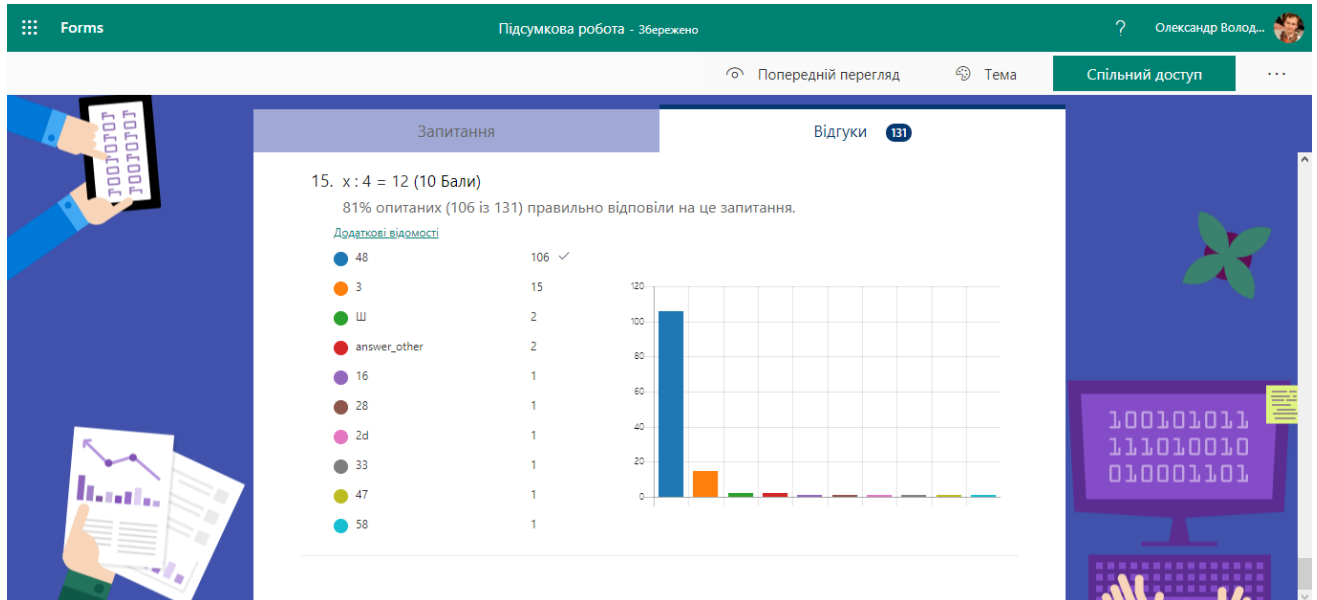 Forms
Підсумкова робота - Збережено
? Олександр Волод...
Попередній перегляд
Тема
Спільний доступ
...
Запитання
Відгуки 131
15. x : 4 = 12 (10 Бали)
81% опитаних (106 із 131) правильно відповіли на це запитання.
Додаткові відомості
48 106
3 15
Ш 2
answer_other 2
16 1
28 1
2d 1
33 1
47 1
58 1
120
100
80
60
40
20
0
100101011
111010010
010001101